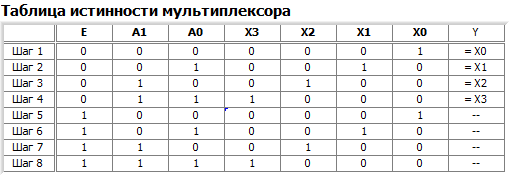 Таблица истинности мультиплексора
E A1 A0 X3 X2 X1 X0 Y
Шаг 1 0 0 0 0 0 0 1 = X0
Шаг 2 0 0 1 0 0 1 0 = X1
Шаг 3 0 1 0 0 1 0 0 = X2
Шаг 4 0 1 1 1 0 0 0 = X3
Шаг 5 1 0 0 0 0 0 1 --
Шаг 6 1 0 1 0 0 1 0 --
Шаг 7 1 1 0 0 1 0 0 --
Шаг 8 1 1 1 1 0 0 0 --